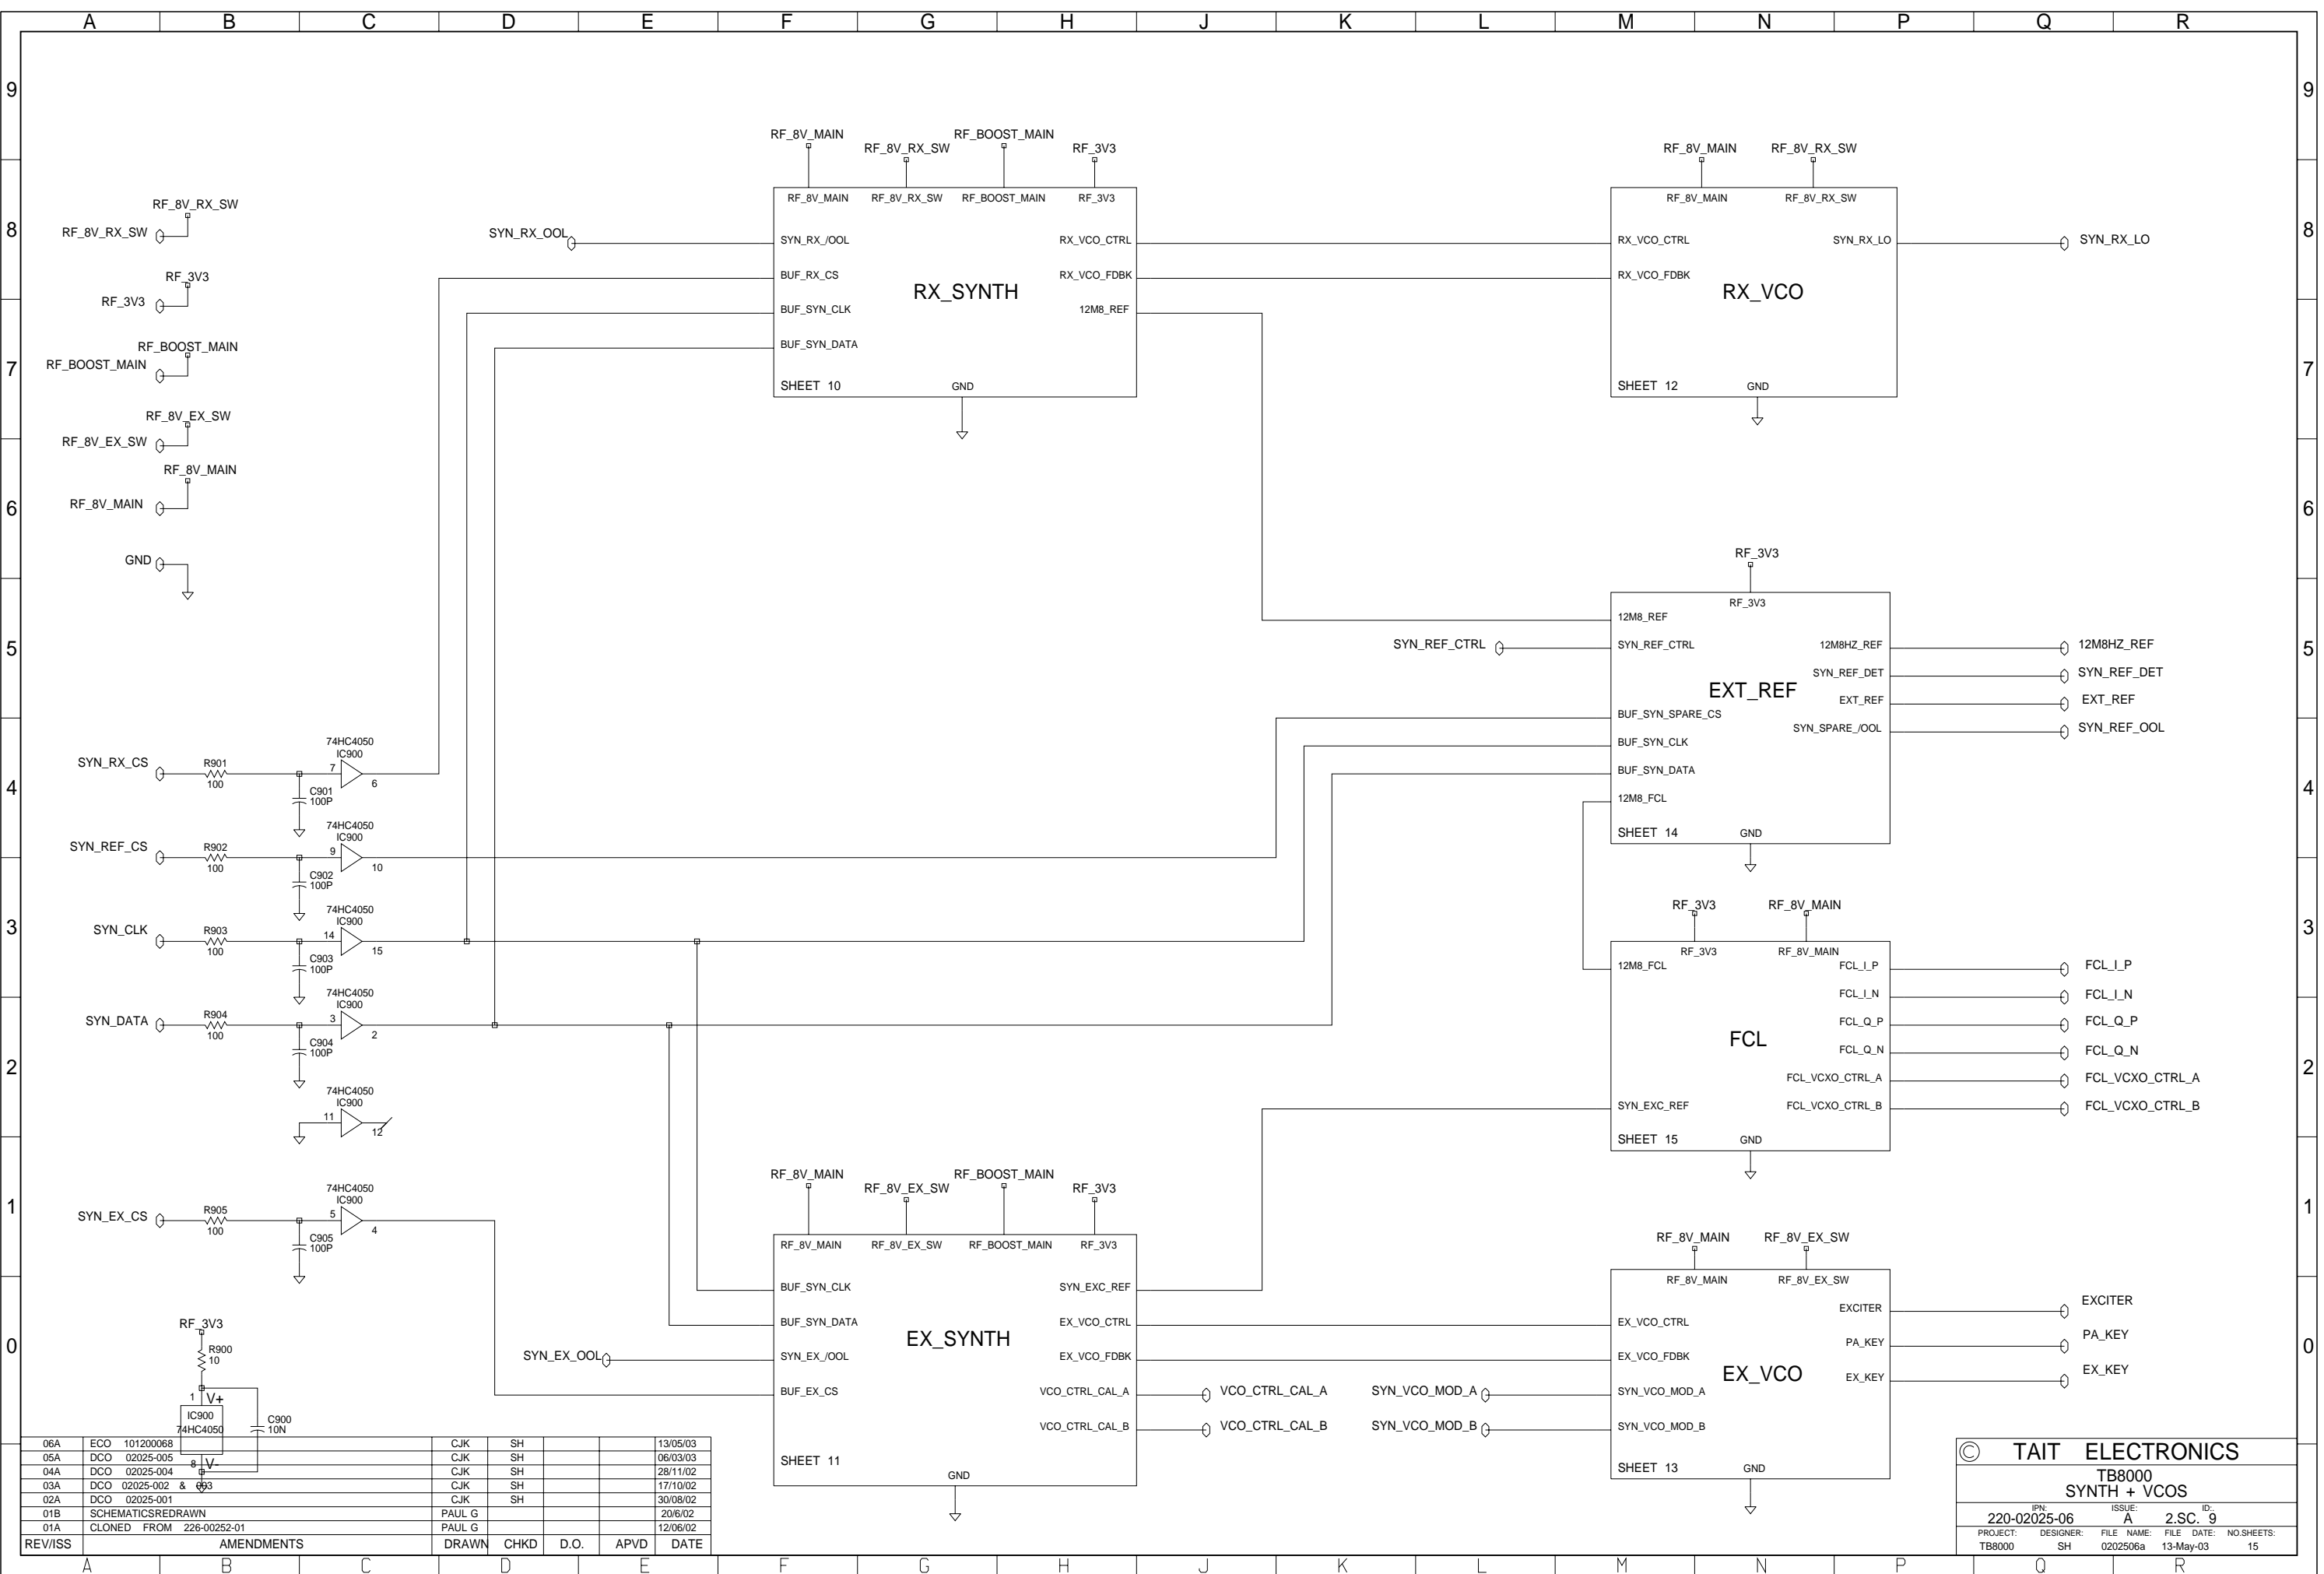 A B C D E F G H J K L M N P Q R
9 9
8 8
7 7
6 6
5 5
4 4
3 3
2 2
1 1
0 0
RF_8V_RX_SW
RF_8V_RX_SW
RF_3V3
RF_3V3
RF_BOOST_MAIN
RF_BOOST_MAIN
RF_8V_EX_SW
RF_8V_EX_SW
RF_8V_MAIN
RF_8V_MAIN
GND
SYN_RX_OOL
RF_8V_MAIN RF_8V_RX_SW RF_BOOST_MAIN RF_3V3
RF_8V_MAIN RF_8V_RX_SW RF_BOOST_MAIN RF_3V3
SYN_RX_/OOL RX_VCO_CTRL
BUF_RX_CS RX_VCO_FDBK
RX_SYNTH
BUF_SYN_CLK 12M8_REF
BUF_SYN_DATA
SHEET 10 GND
RF_8V_MAIN RF_8V_RX_SW
RF_8V_MAIN RF_8V_RX_SW
RX_VCO_CTRL SYN_RX_LO SYN_RX_LO
RX_VCO_FDBK
RX_VCO
SHEET 12 GND
RF_3V3
RF_3V3
12M8_REF
SYN_REF_CTRL SYN_REF_CTRL 12M8HZ_REF 12M8HZ_REF
SYN_REF_DET SYN_REF_DET
EXT_REF
EXT_REF EXT_REF
BUF_SYN_SPARE_CS
SYN_SPARE_/OOL SYN_REF_OOL
BUF_SYN_CLK
BUF_SYN_DATA
12M8_FCL
SHEET 14 GND
SYN_RX_CS R901 100 C901 100P 74HC4050 IC900 7 6
SYN_REF_CS R902 100 C902 100P 74HC4050 IC900 9 10
SYN_CLK R903 100 C903 100P 74HC4050 IC900 14 15
SYN_DATA R904 100 C904 100P 74HC4050 IC900 3 2
74HC4050 IC900 11 12
SYN_EX_CS R905 100 C905 100P 74HC4050 IC900 5 4
RF_3V3 RF_8V_MAIN
RF_3V3 RF_8V_MAIN
12M8_FCL FCL_I_P FCL_I_P
FCL_I_N FCL_I_N
FCL_Q_P FCL_Q_P
FCL
FCL_Q_N FCL_Q_N
FCL_VCXO_CTRL_A FCL_VCXO_CTRL_A
SYN_EXC_REF FCL_VCXO_CTRL_B FCL_VCXO_CTRL_B
SHEET 15 GND
RF_8V_MAIN RF_8V_EX_SW RF_BOOST_MAIN RF_3V3
RF_8V_MAIN RF_8V_EX_SW RF_BOOST_MAIN RF_3V3
BUF_SYN_CLK SYN_EXC_REF
BUF_SYN_DATA EX_VCO_CTRL
EX_SYNTH
SYN_EX_OOL SYN_EX_/OOL EX_VCO_FDBK
BUF_EX_CS VCO_CTRL_CAL_A VCO_CTRL_CAL_A
VCO_CTRL_CAL_B VCO_CTRL_CAL_B
SHEET 11 GND
RF_8V_MAIN RF_8V_EX_SW
RF_8V_MAIN RF_8V_EX_SW
EXCITER EXCITER
EX_VCO_CTRL PA_KEY PA_KEY
EX_VCO_FDBK EX_KEY EX_KEY
EX_VCO
SYN_VCO_MOD_A SYN_VCO_MOD_A
SYN_VCO_MOD_B SYN_VCO_MOD_B
SHEET 13 GND
RF_3V3
R900
10
1 V+
IC900
74HC4050
C900
10N
8 V-
06A ECO 101200068 CJK SH 13/05/03
05A DCO 02025-005 CJK SH 06/03/03
04A DCO 02025-004 CJK SH 28/11/02
03A DCO 02025-002 & 003 CJK SH 17/10/02
02A DCO 02025-001 CJK SH 30/08/02
01B SCHEMATICSREDRAWN PAUL G 20/6/02
01A CLONED FROM 226-00252-01 PAUL G 12/06/02
REV/ISS AMENDMENTS DRAWN CHKD D.O. APVD DATE
© TAIT ELECTRONICS
TB8000
SYNTH + VCOS
IPN: ISSUE: ID:.
220-02025-06 A 2.SC. 9
PROJECT: DESIGNER: FILE NAME: FILE DATE: NO.SHEETS:
TB8000 SH 0202506a 13-May-03 15
A B C D E F G H J K L M N P Q R